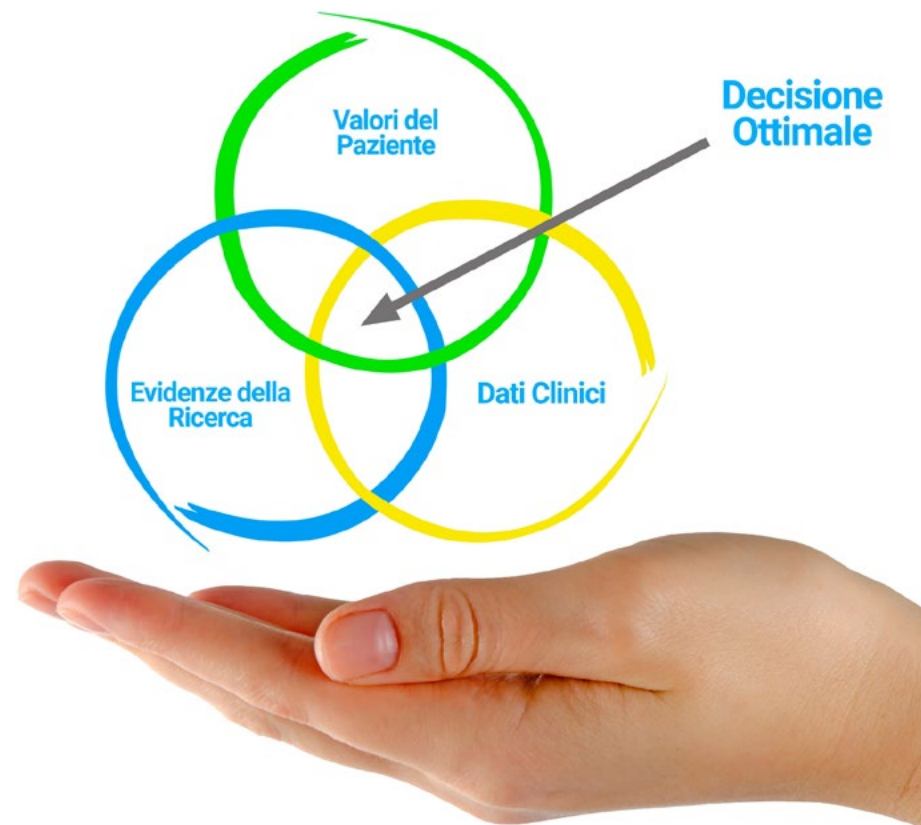 Valori del
Paziente
Decisione
Ottimale
Evidenze della
Ricerca
Dati Clinici